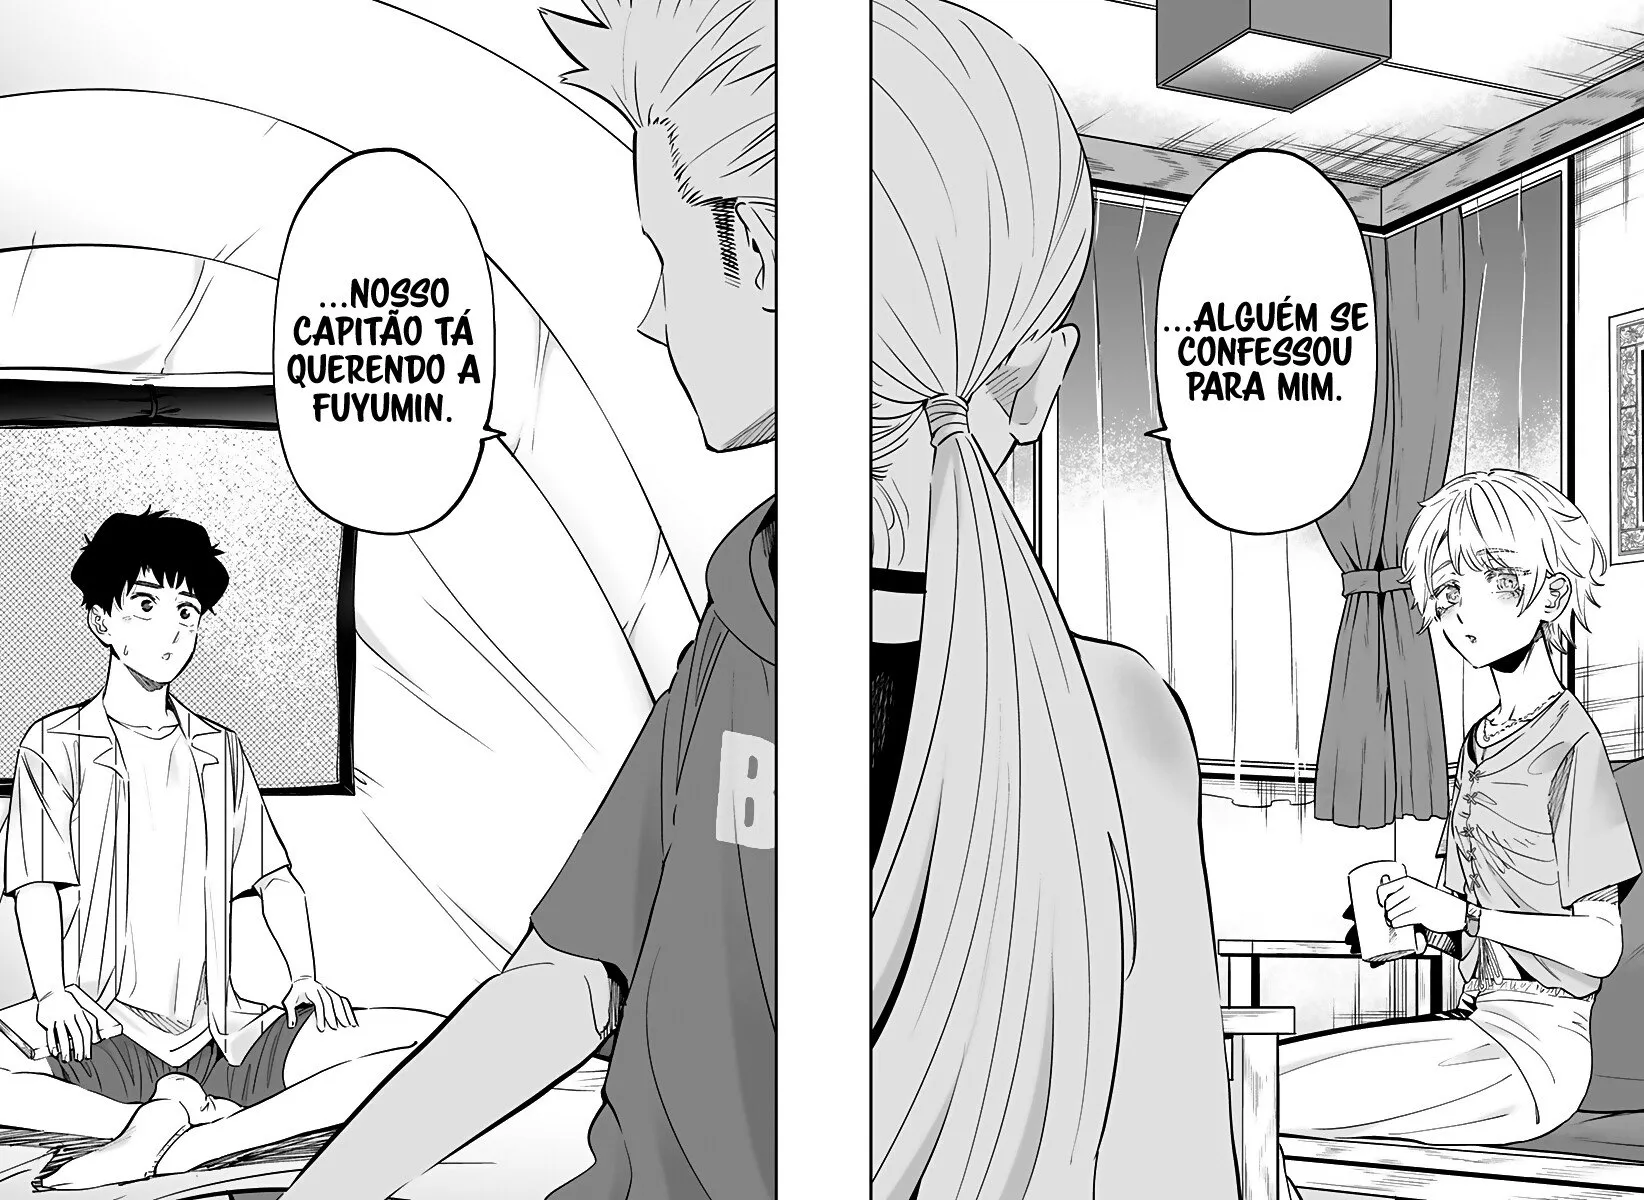 ...ALGUÉM SE
CONFESSOU
PARA MIM.
...NOSSO
CAPITÃO TÁ
QUERENDO A
FUYUMIN.
B